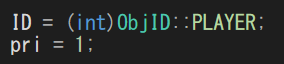 ID = (int)ObjID::PLAYER;
pri = 1;